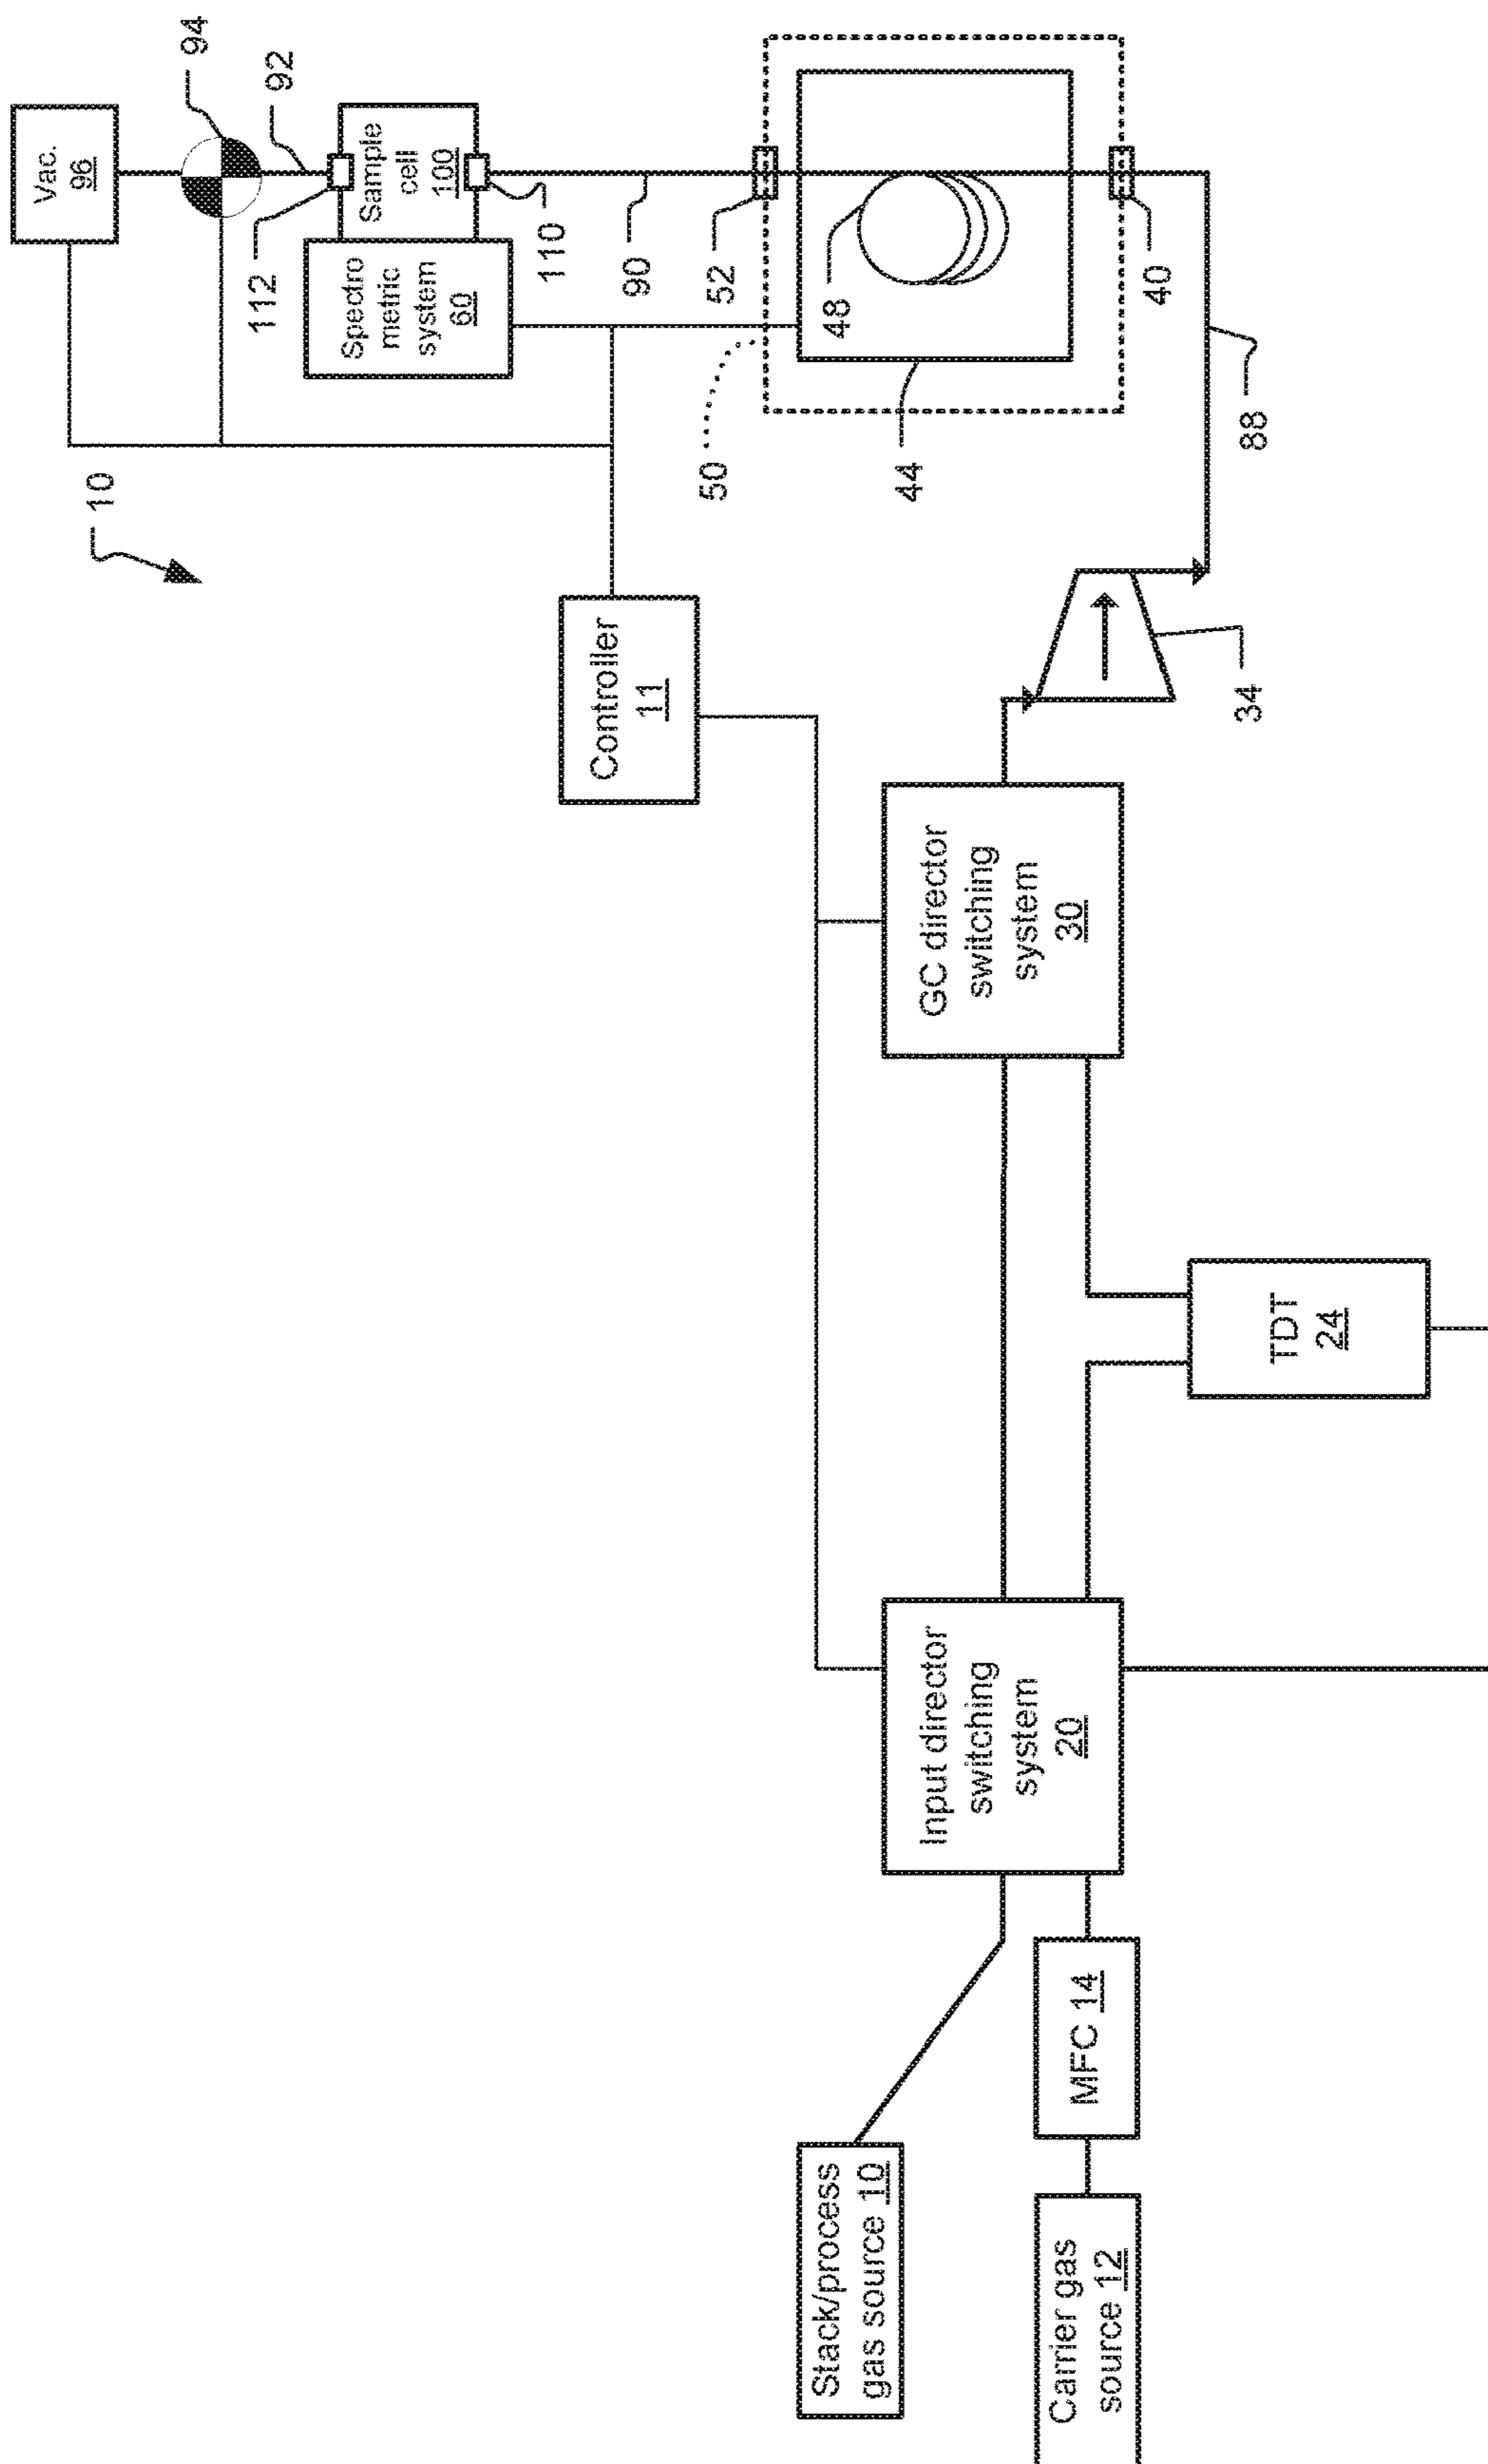 10
Vac.
96
94
92
112
Sample
cell
100
Spectro
metric
system
60
110
90
52
50
48
44
40
88
Controller
11
34
GC director
switching
system
30
TDT
24
Input director
switching
system
20
MFC 14
Stack/process
gas source 10
Carrier gas
source 12